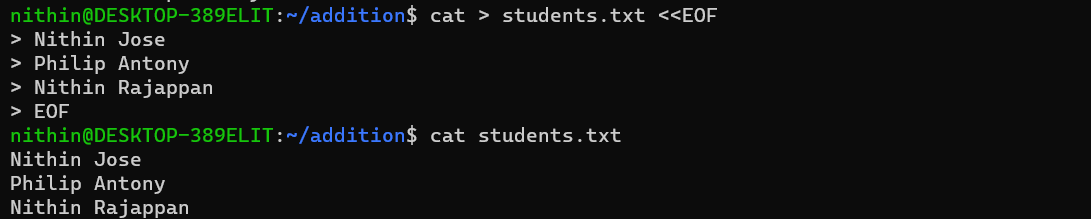 nithin@DESKTOP-389ELIT:~/addition$ cat > students.txt <<EOF
> Nithin Jose
> Philip Antony
> Nithin Rajappan
> EOF
nithin@DESKTOP-389ELIT:~/addition$ cat students.txt
Nithin Jose
Philip Antony
Nithin Rajappan